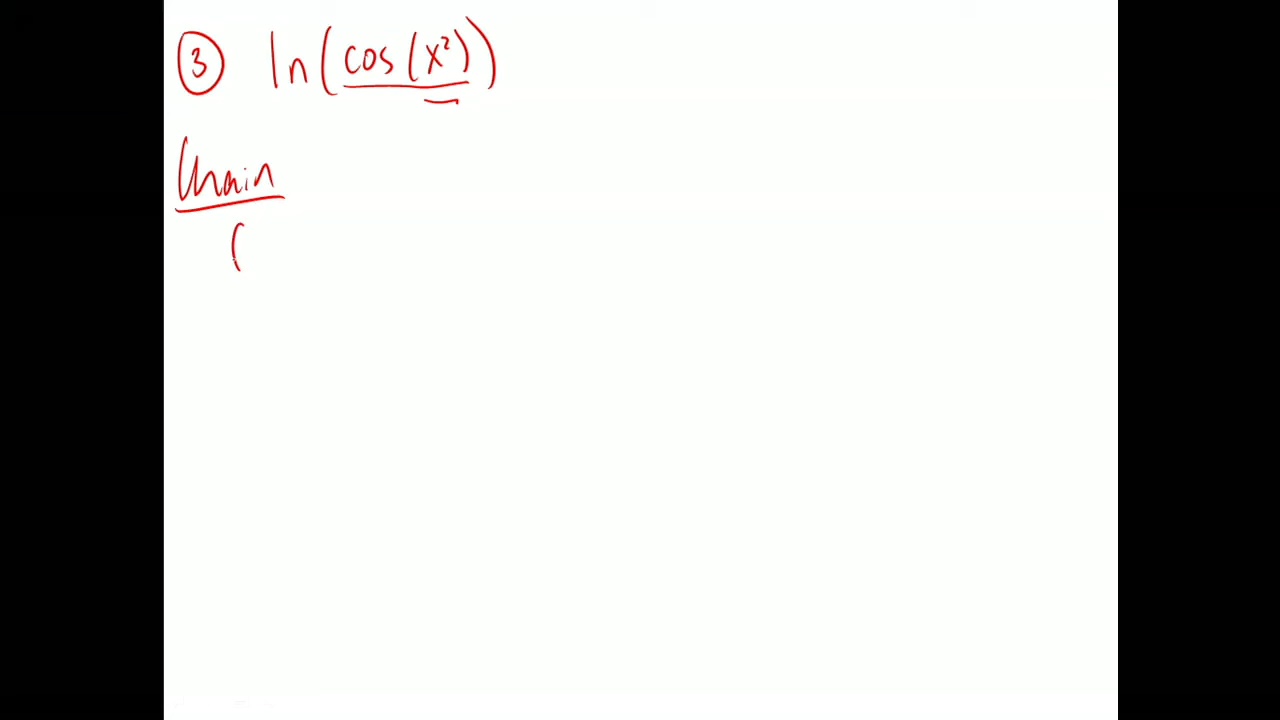 ③ ln(cos(x²))
Chain
(